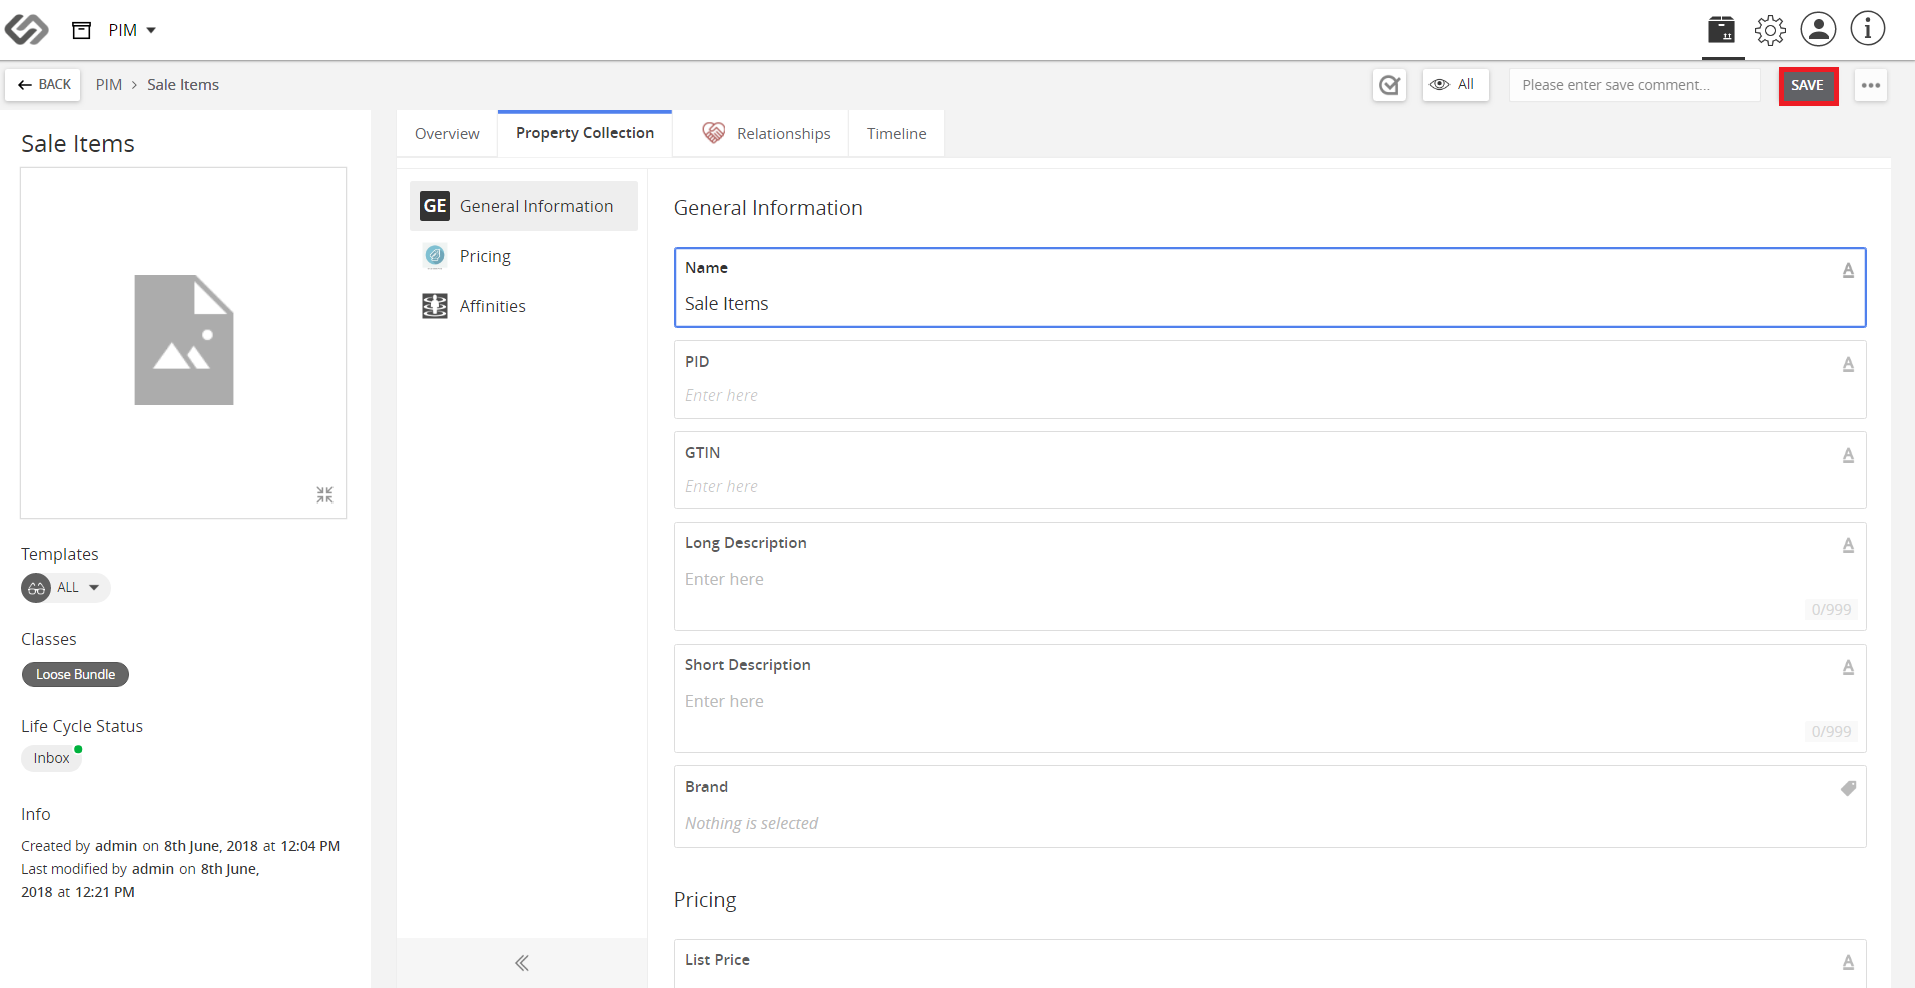 PIM
BACK
PIM > Sale Items
All
Please enter save comment...
SAVE
Sale Items
Templates
ALL
Classes
Loose Bundle
Life Cycle Status
Inbox
Info
Created by admin on 8th June, 2018 at 12:04 PM
Last modified by admin on 8th June,
2018 at 12:21 PM
Overview
Property Collection
Relationships
Timeline
GE General Information
Pricing
Affinities
General Information
Name
A
Sale Items
PID
A
Enter here
GTIN
A
Enter here
Long Description
A
Enter here
0/999
Short Description
A
Enter here
0/999
Brand
Nothing is selected
Pricing
List Price
A